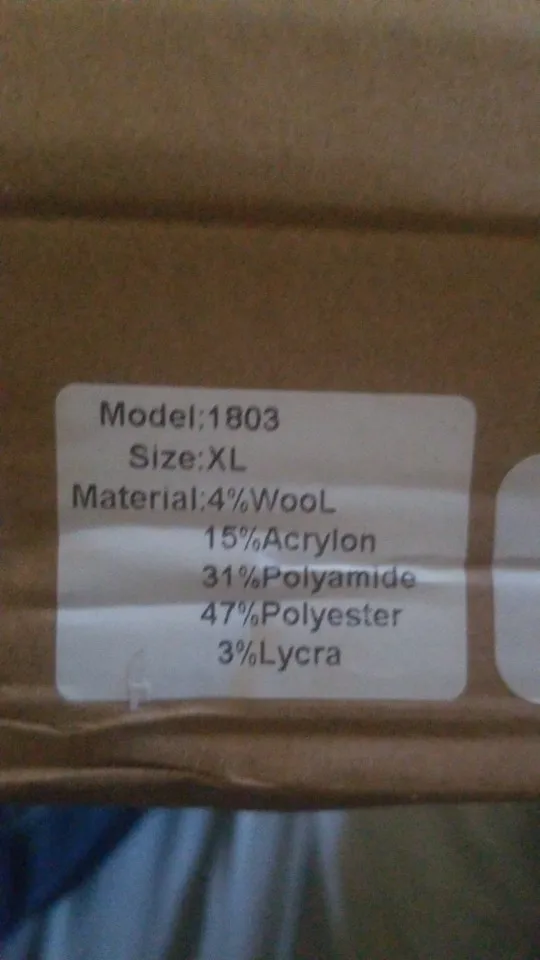 Model:1803
Size:XL
Material:4%WooL
15%Acrylon
31%Polyamide
47%Polyester
3%Lycra